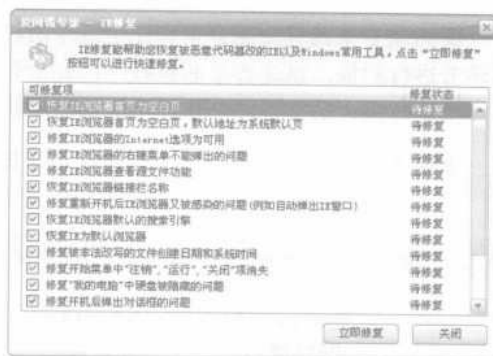 反间谍专家 - IE修复
IE修复能帮助您恢复被恶意代码篡改的IE以及Windows常用工具，点击“立即修复”
按钮可以进行快速修复。
可修复项 修复状态
恢复IE浏览器首页为空白页 待修复
恢复IE浏览器首页为空白页，默认地址为系统默认页 待修复
修复IE浏览器的Internet选项为可用 待修复
修复IE浏览器的右键菜单不能弹出的问题 待修复
修复IE浏览器查看源文件功能 待修复
恢复IE浏览器链接栏名称 待修复
修复重新开机后IE浏览器又被感染的问题(例如自动弹出IE窗口) 待修复
恢复IE浏览器默认的搜索引擎 待修复
恢复IE为默认浏览器 待修复
修复被非法改写的文件创建日期和系统时间 待修复
修复开始菜单中"注销","运行","关闭"项消失 待修复
修复"我的电脑"中硬盘被隐藏的问题 待修复
修复开机后弹出对话框的问题 待修复
立即修复 关闭